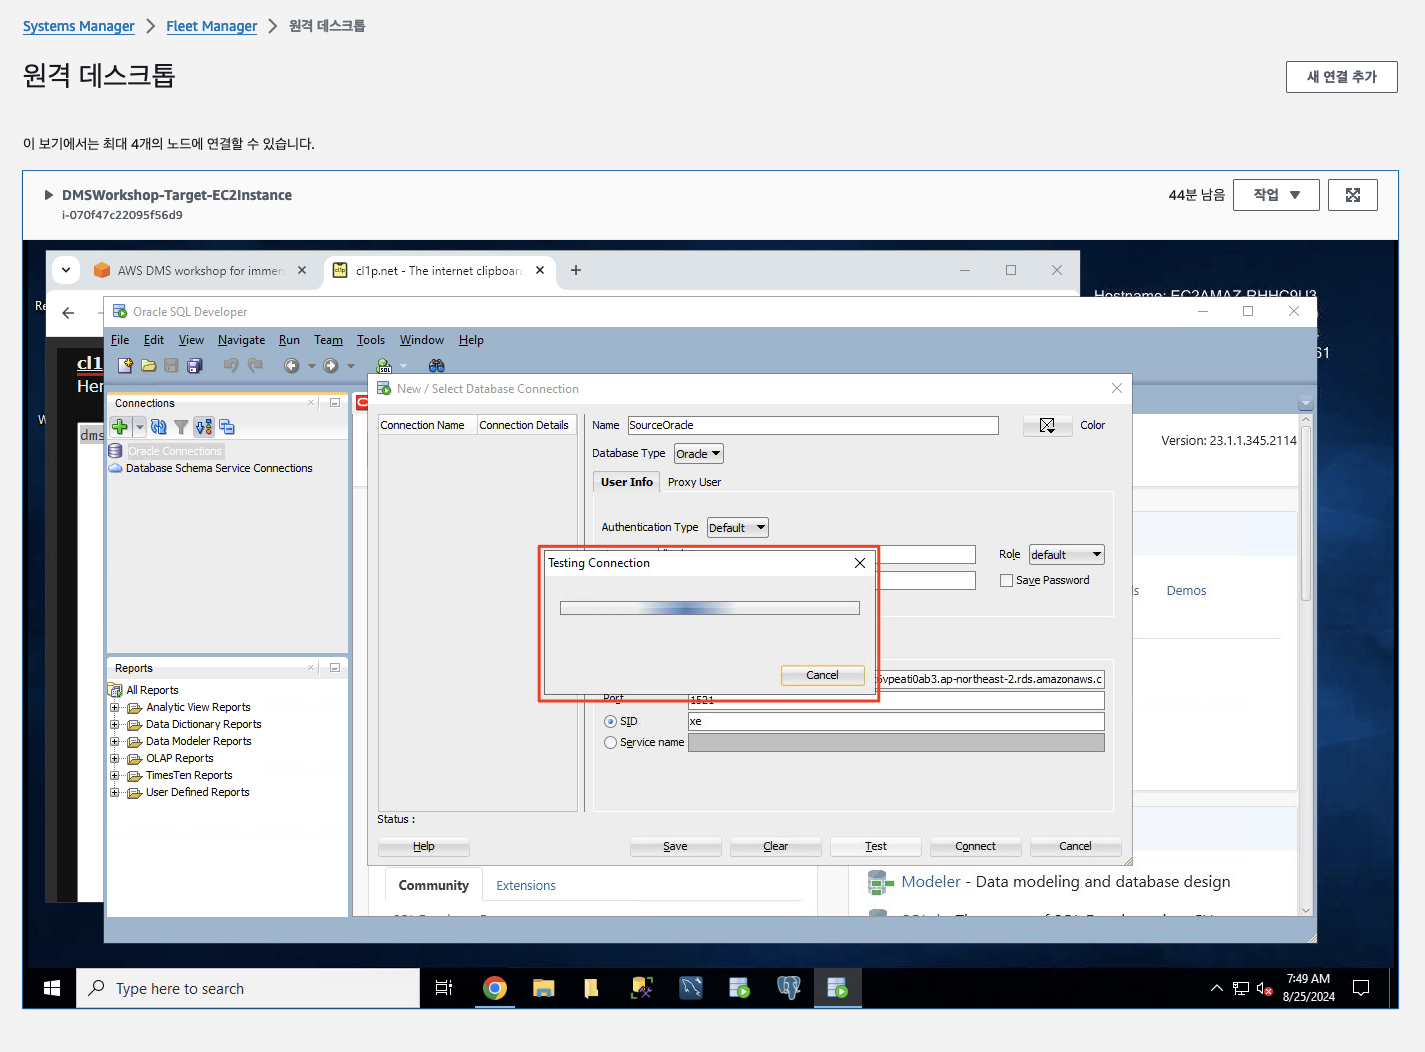 Systems Manager > Fleet Manager > 원격 데스크톱
원격 데스크톱
새 연결 추가
이 보기에서는 최대 4개의 노드에 연결할 수 있습니다.
DMSWorkshop-Target-EC2Instance
i-070f47c22095f56d9
44분 남음
작업
AWS DMS workshop for immer
cl1p.net - The internet clipboar
Hostname: EC2AMAZ-RHHC9U3
61
Oracle SQL Developer
File Edit View Navigate Run Team Tools Window Help
cl1
Her
dms
Connections
Oracle Connections
Database Schema Service Connections
Reports
All Reports
Analytic View Reports
Data Dictionary Reports
Data Modeler Reports
OLAP Reports
TimesTen Reports
User Defined Reports
New / Select Database Connection
Connection Name Connection Details
Name SourceOracle
Color
Database Type Oracle
User Info Proxy User
Authentication Type Default
Role default
Save Password
Testing Connection
Cancel
5vpeati0ab3.ap-northeast-2.rds.amazonaws.c
Port 1521
SID xe
Service name
Status :
Help Save Clear Test Connect Cancel
Version: 23.1.1.345.2114
Demos
Community Extensions
Modeler - Data modeling and database design
Type here to search
7:49 AM
8/25/2024